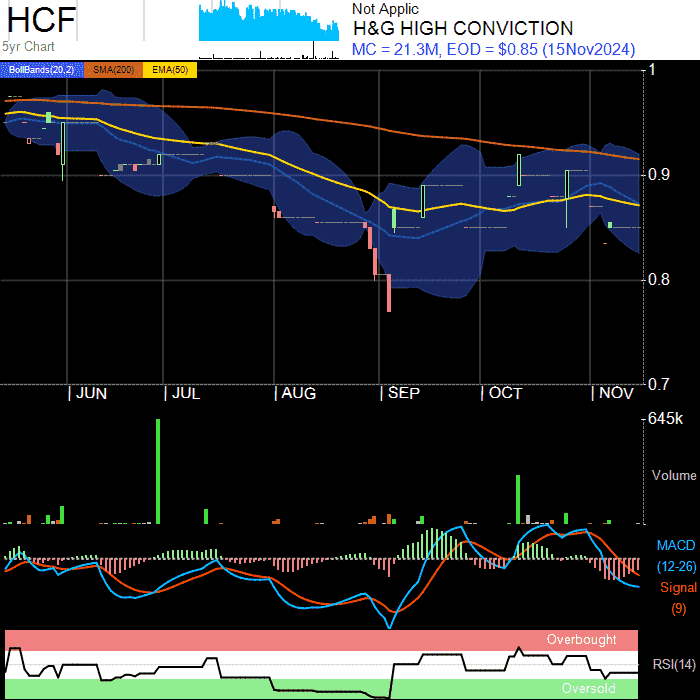 HCF
5yr Chart
Not Applic
H&G HIGH CONVICTION
MC = 21.3M, EOD = $0.85 (15Nov2024)
BollBands(20,2) SMA(200) EMA(50)
1
0.9
0.8
0.7
JUN JUL AUG SEP OCT NOV
645k
Volume
MACD
(12-26)
Signal
(9)
Overbought
RSI(14)
Oversold